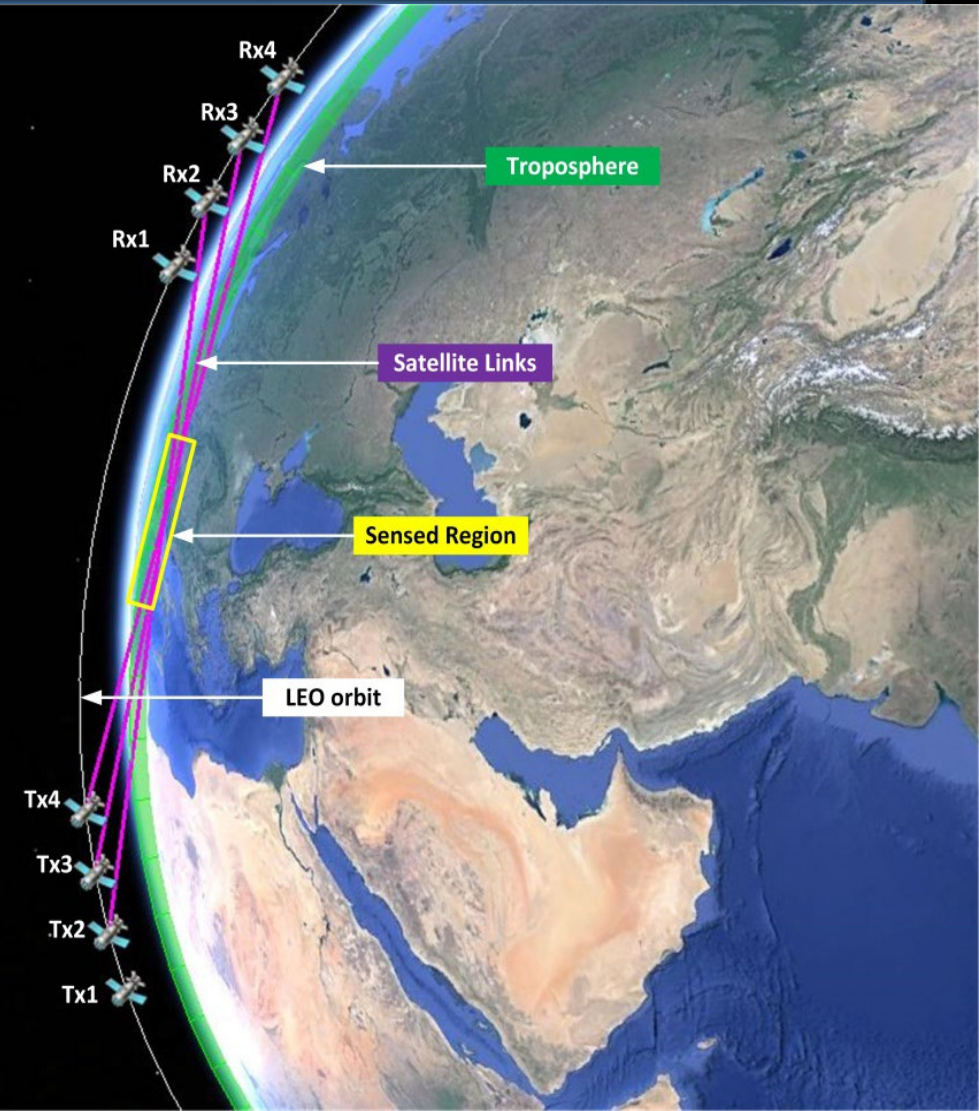 Rx4
Rx3
Rx2
Troposphere
Rx1
Satellite Links
Sensed Region
LEO orbit
Tx4
Tx3
Tx2
Tx1